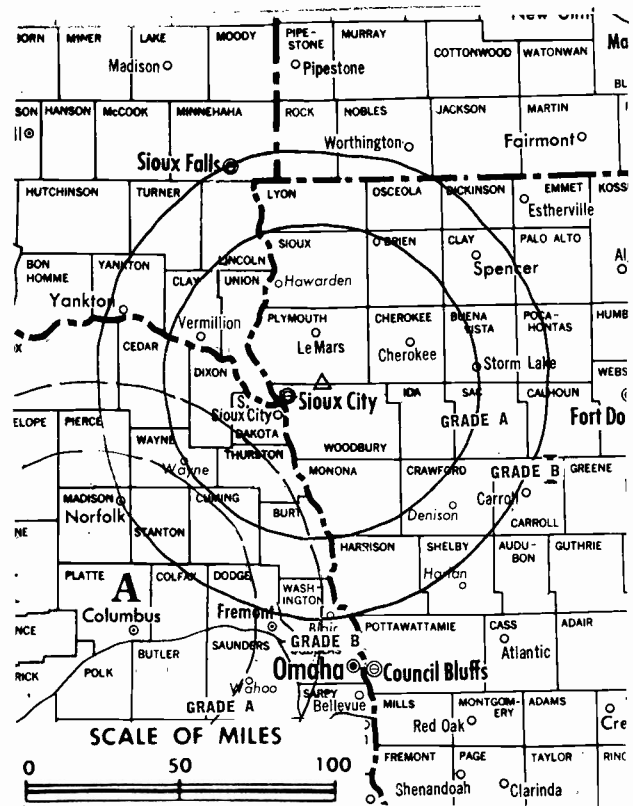 BORN MINER LAKE MOODY PIPE-
STONE MURRAY
COTTONWOOD WATONWAN
Madison
Pipestone
SON HANSON McCOOK MINNEHAHA ROCK NOBLES JACKSON MARTIN
Worthington Fairmont
Sioux Falls
HUTCHINSON TURNER LYON OSCEOLA DICKINSON EMMET KOSS
Estherville
SIOUX O'BRIEN CLAY PALO ALTO
Spencer
BON
HOMME YANKTON CLAY LINCOLN
UNION
Hawarden
Yankton
Vermillion
PLYMOUTH CHEROKEE BUENA
VISTA POCA-
HONTAS HUMB
Le Mars
Cherokee
Storm Lake
CEDAR
DIXON
WEBS
IDA SAC CALHOUN
Sioux City
S.
Sioux City
GRADE A
Fort Do
ELOPE PIERCE
DAKOTA
WAYNE
THURSTON
WOODBURY
Wayne
MONONA CRAWFORD GRADE B GREENE
MADISON
Norfolk
CUMING
Denison
Carroll
STANTON
BURT
CARROLL
HARRISON SHELBY AUDU-
BON GUTHRIE
PLATTE COLFAX DODGE
WASH-
INGTON
Harlan
A
Columbus
Fremont
Blair
POTTAWATTAMIE CASS ADAIR
NCE
BUTLER
SAUNDERS
GRADE B
Atlantic
Omaha Council Bluffs
RICK POLK
Wahoo
SARPY
Bellevue
MILLS MONTGOM-
ERY ADAMS
GRADE A
Red Oak
Cre
SCALE OF MILES
FREMONT PAGE TAYLOR RING
0 50 100
Shenandoah Clarinda